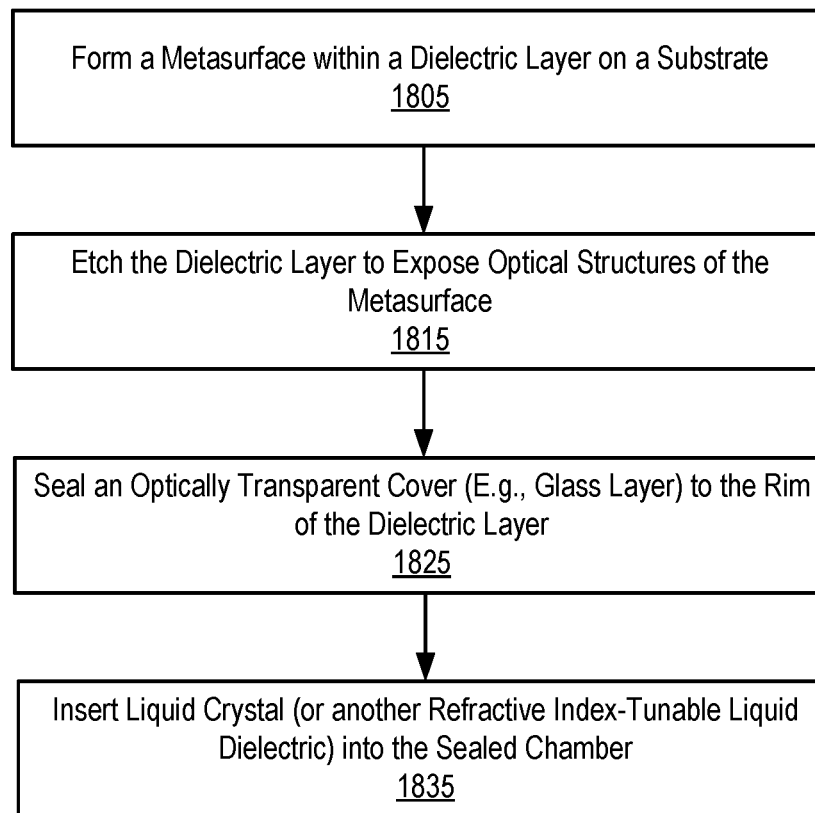 Form a Metasurface within a Dielectric Layer on a Substrate
1805
Etch the Dielectric Layer to Expose Optical Structures of the
Metasurface
1815
Seal an Optically Transparent Cover (E.g., Glass Layer) to the Rim
of the Dielectric Layer
1825
Insert Liquid Crystal (or another Refractive Index-Tunable Liquid
Dielectric) into the Sealed Chamber
1835